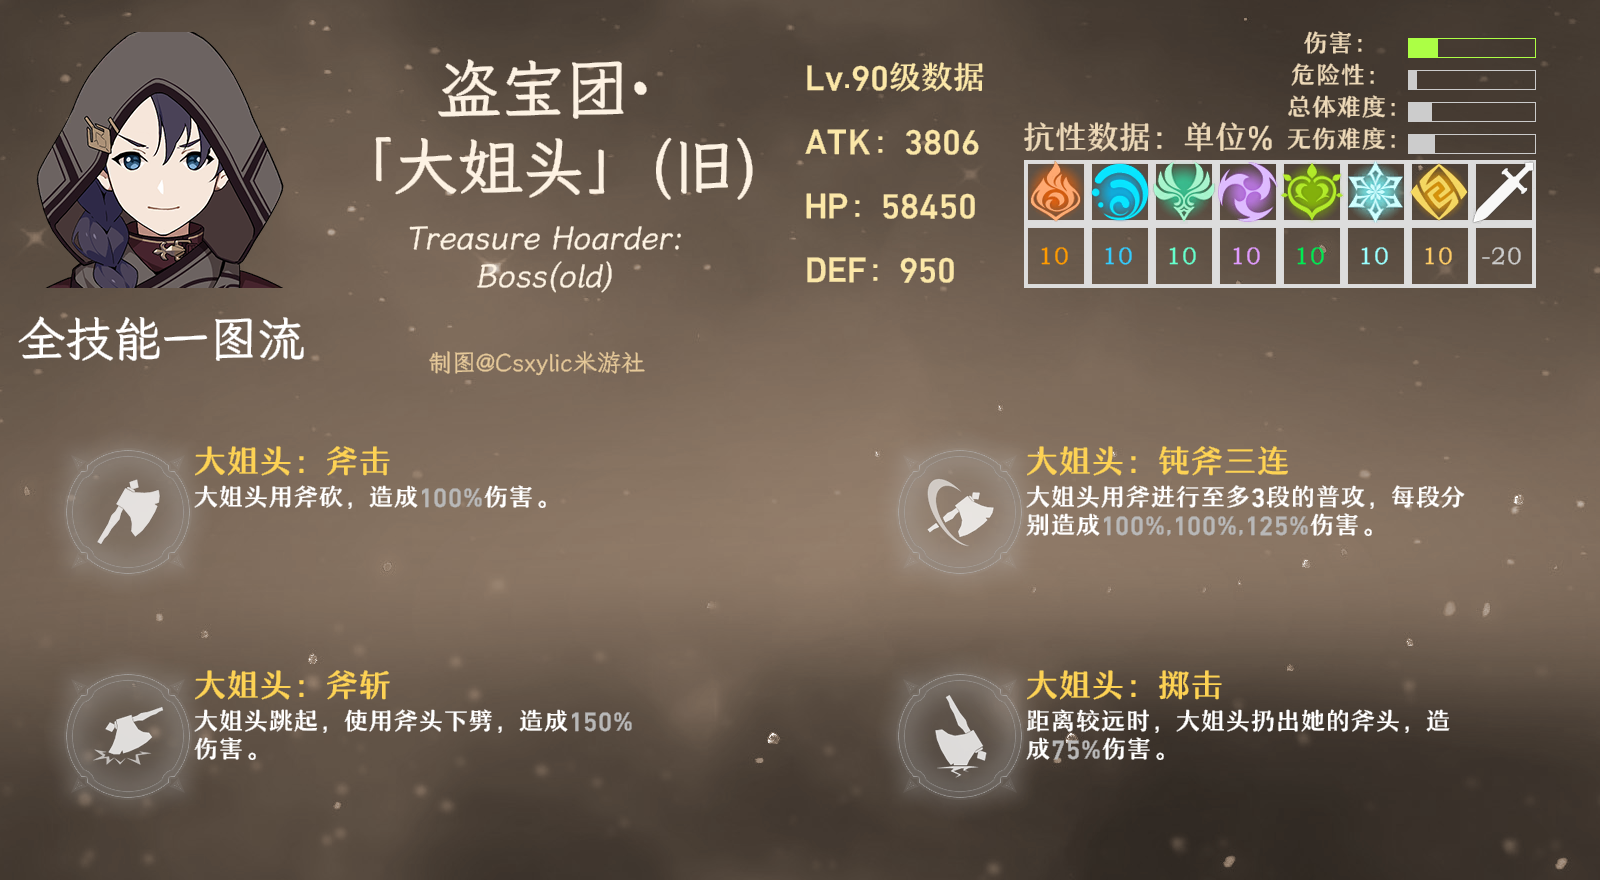 盗宝团·
「大姐头」(旧)
Treasure Hoarder:
Boss(old)
全技能一图流
制图@Csxylic米游社
Lv.90级数据
ATK：3806
HP：58450
DEF：950
伤害：
危险性：
总体难度：
无伤难度：
抗性数据：单位%
10 10 10 10 10 10 10 -20
大姐头：斧击
大姐头用斧砍，造成100%伤害。
大姐头：钝斧三连
大姐头用斧进行至多3段的普攻，每段分
别造成100%,100%,125%伤害。
大姐头：斧斩
大姐头跳起，使用斧头下劈，造成150%
伤害。
大姐头：掷击
距离较远时，大姐头扔出她的斧头，造
成75%伤害。